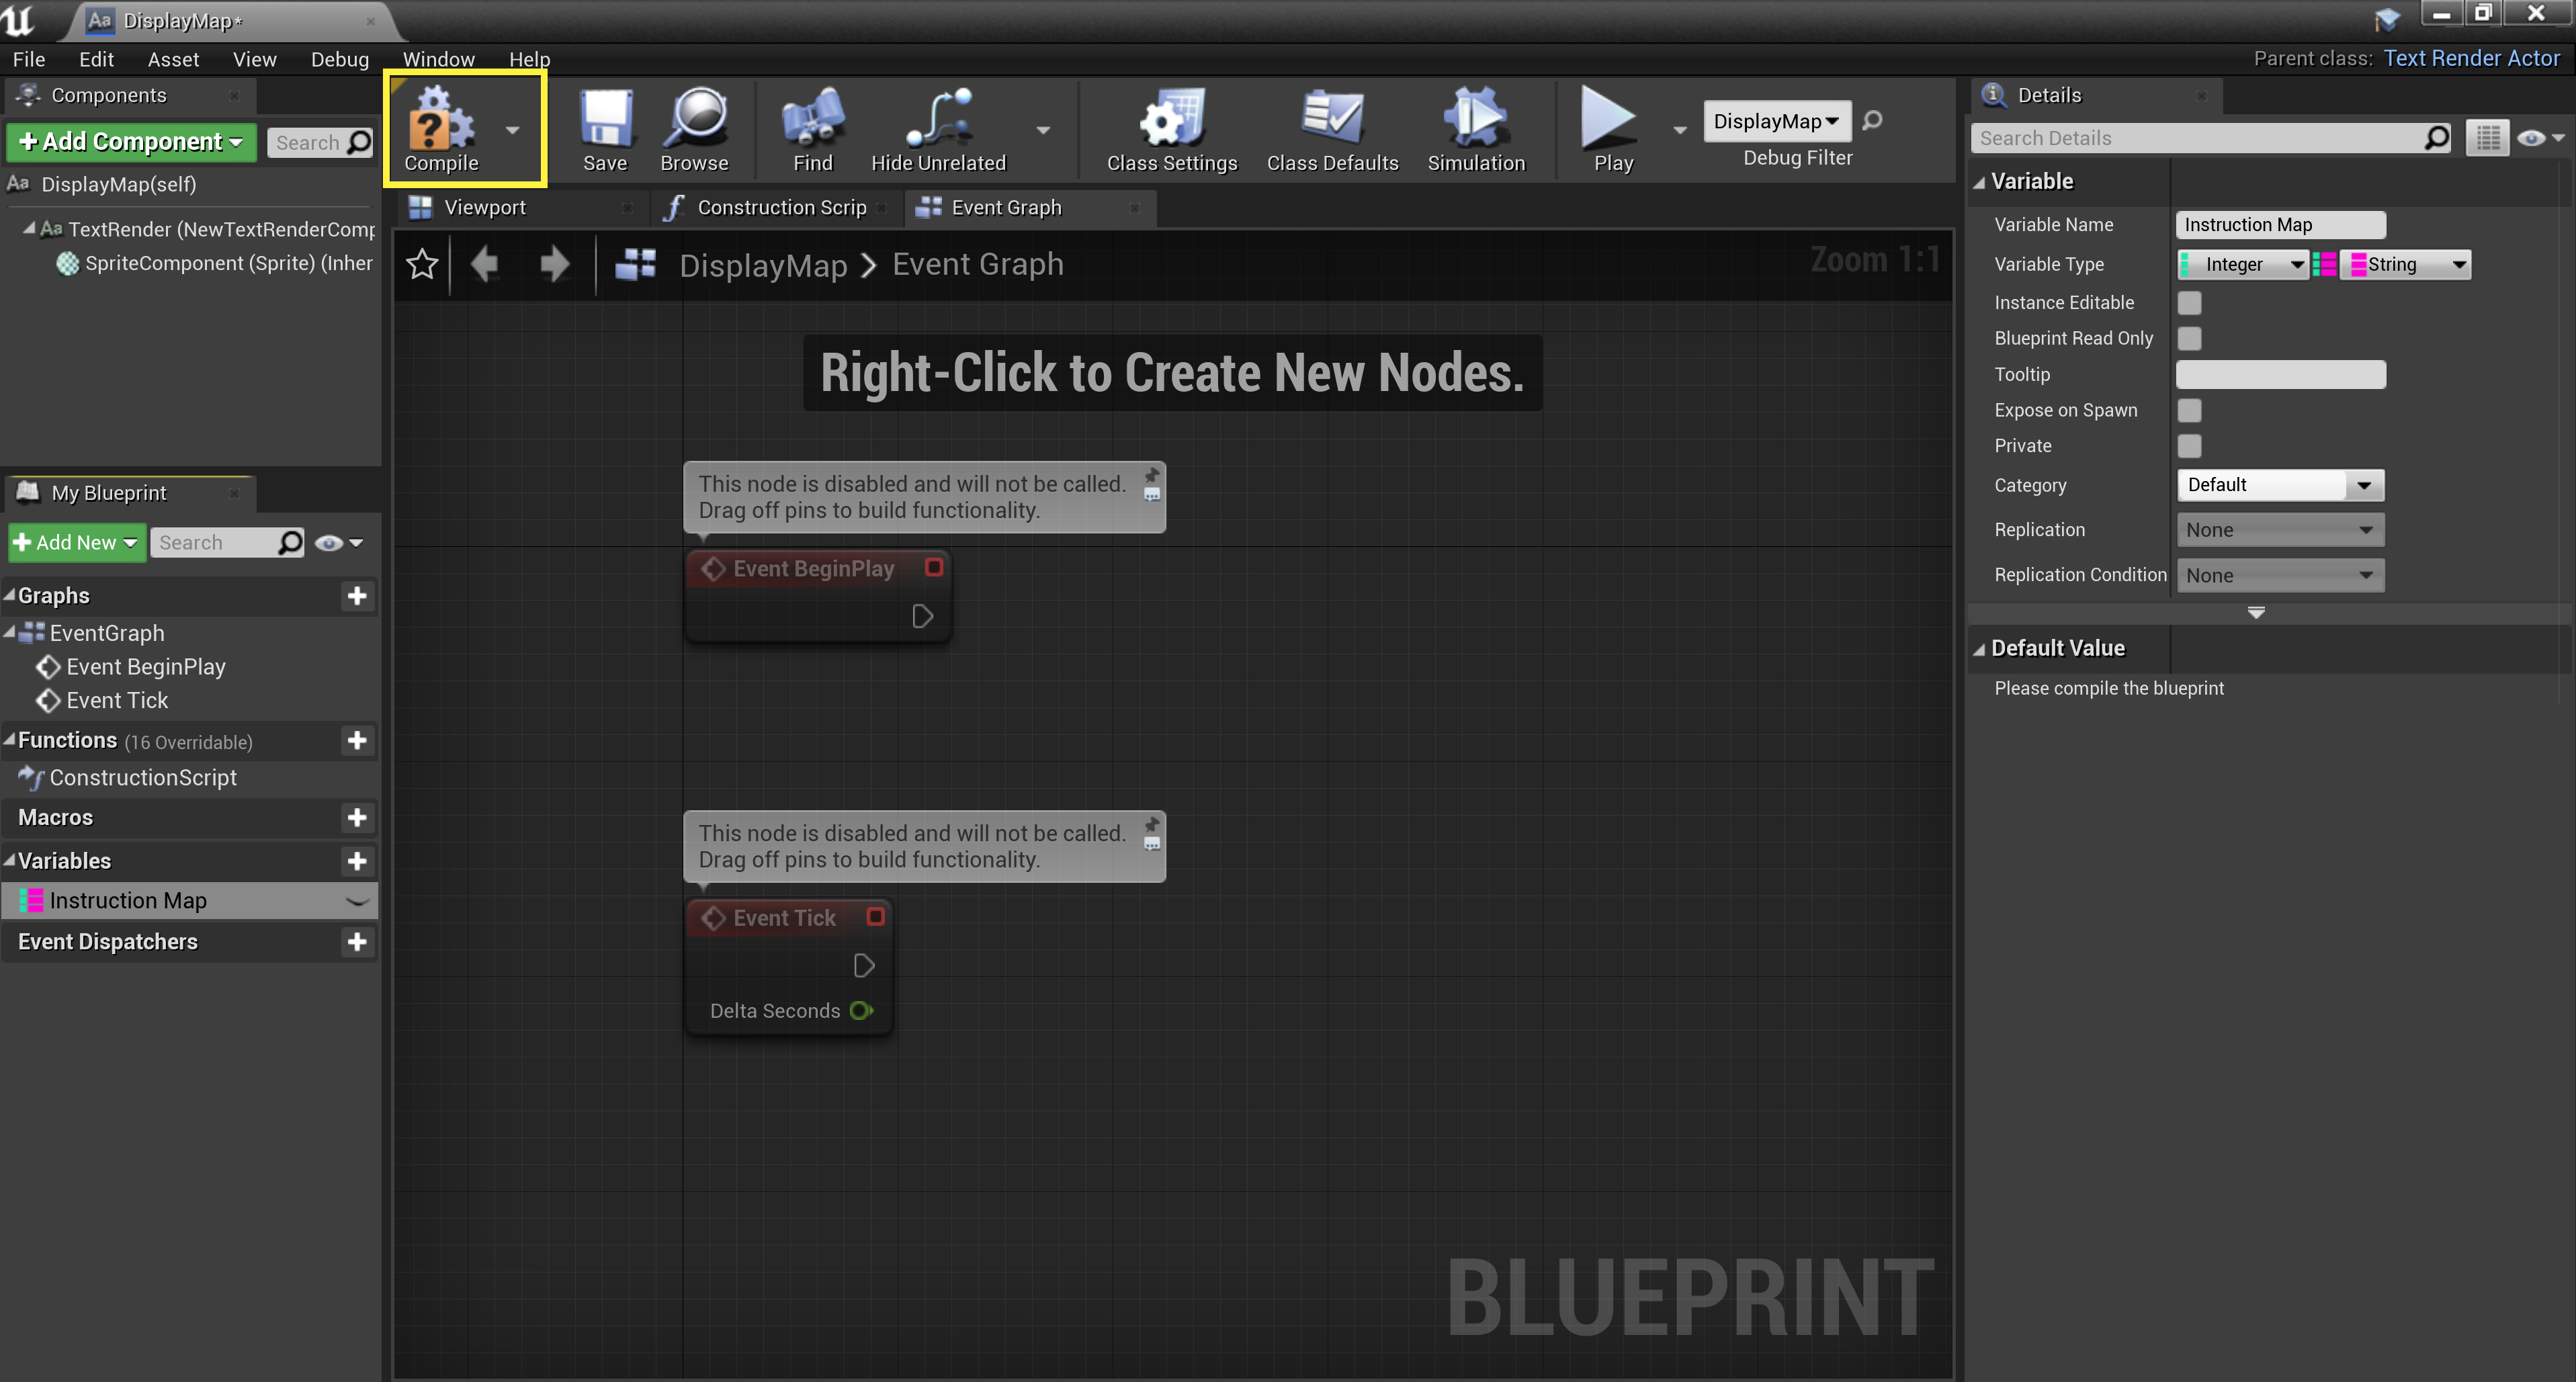 DisplayMap*
File Edit Asset View Debug Window Help
Parent class: Text Render Actor
Components
Add Component
Search
DisplayMap(self)
TextRender (NewTextRenderComp
SpriteComponent (Sprite) (Inher
Compile
Save
Browse
Find
Hide Unrelated
Class Settings
Class Defaults
Simulation
Play
DisplayMap
Debug Filter
Viewport
Construction Scrip
Event Graph
DisplayMap > Event Graph
Zoom 1:1
Right-Click to Create New Nodes.
This node is disabled and will not be called.
Drag off pins to build functionality.
Event BeginPlay
This node is disabled and will not be called.
Drag off pins to build functionality.
Event Tick
Delta Seconds
BLUEPRINT
My Blueprint
Add New
Search
Graphs
EventGraph
Event BeginPlay
Event Tick
Functions (16 Overridable)
ConstructionScript
Macros
Variables
Instruction Map
Event Dispatchers
Details
Search Details
Variable
Variable Name Instruction Map
Variable Type Integer String
Instance Editable
Blueprint Read Only
Tooltip
Expose on Spawn
Private
Category Default
Replication None
Replication Condition None
Default Value
Please compile the blueprint